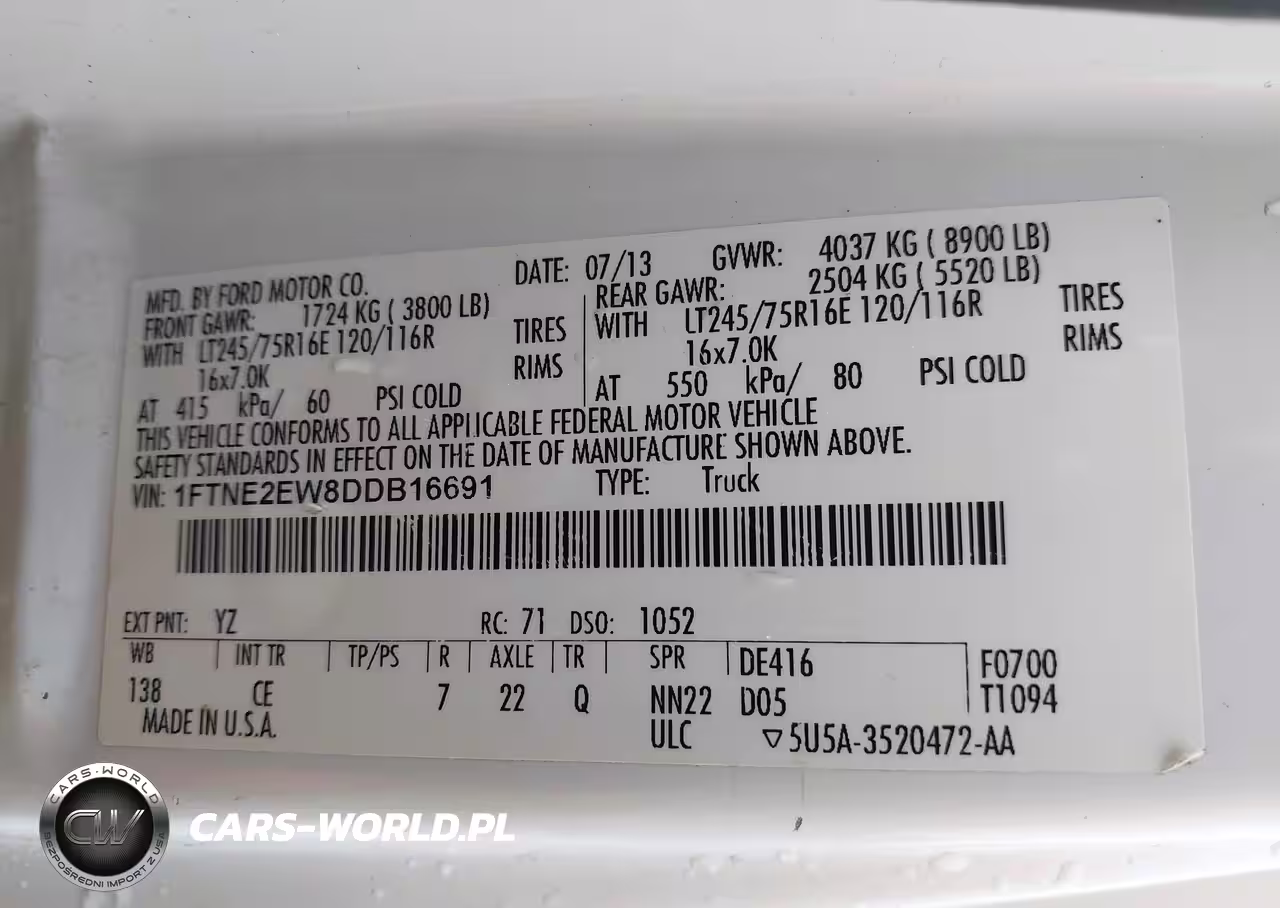 MFD. BY FORD MOTOR CO. DATE: 07/13 GVWR: 4037 KG ( 8900 LB)
FRONT GAWR: 1724 KG ( 3800 LB) REAR GAWR: 2504 KG ( 5520 LB)
WITH LT245/75R16E 120/116R TIRES WITH LT245/75R16E 120/116R TIRES
16x7.0K RIMS 16x7.0K RIMS
AT 415 kPa/ 60 PSI COLD AT 550 kPa/ 80 PSI COLD
THIS VEHICLE CONFORMS TO ALL APPLICABLE FEDERAL MOTOR VEHICLE
SAFETY STANDARDS IN EFFECT ON THE DATE OF MANUFACTURE SHOWN ABOVE.
VIN: 1FTNE2EW8DDB16691 TYPE: Truck
EXT PNT: YZ RC: 71 DSO: 1052
WB INT TR TP/PS R AXLE TR SPR DE416 F0700
138 CE 7 22 Q NN22 D05 T1094
MADE IN U.S.A. ULC ▽5U5A-3520472-AA
CARS-WORLD
CW
BEZPOŚREDNI IMPORT Z USA
CARS-WORLD.PL